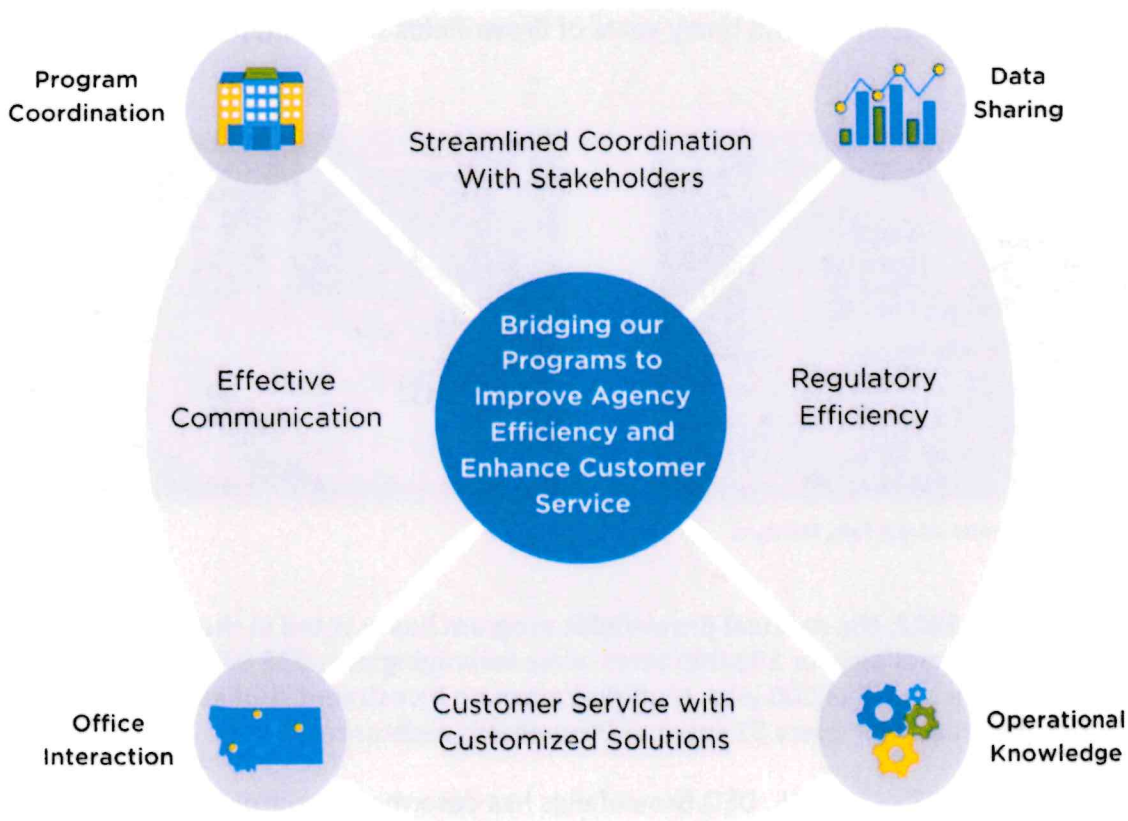 Program
Coordination
Data
Sharing
Streamlined Coordination
With Stakeholders
Bridging our
Programs to
Improve Agency
Efficiency and
Enhance Customer
Service
Effective
Communication
Regulatory
Efficiency
Customer Service with
Customized Solutions
Office
Interaction
Operational
Knowledge